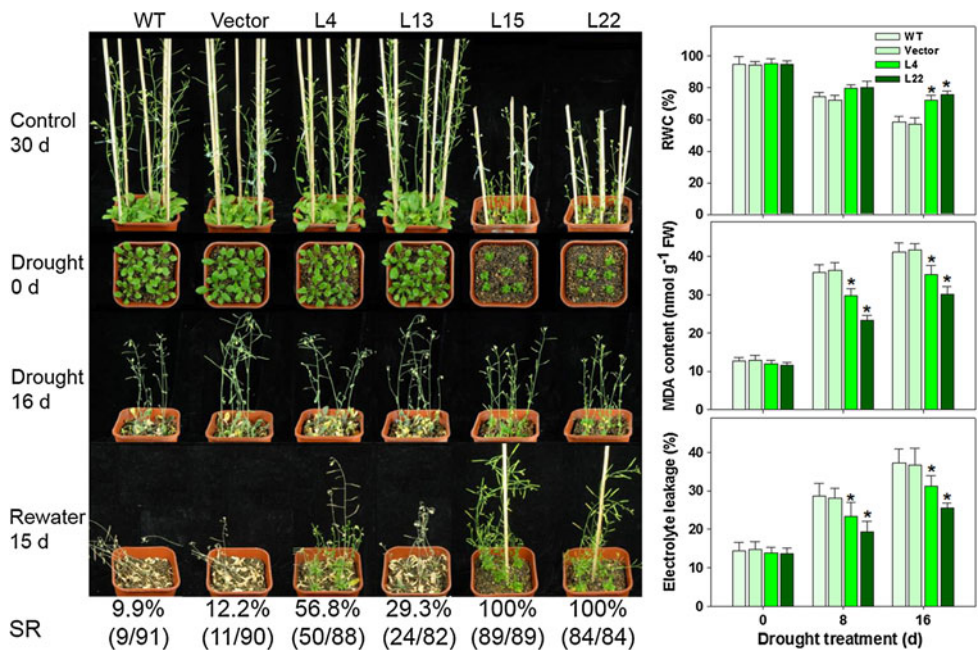 WT Vector L4 L13 L15 L22
Control
30 d
Drought
0 d
Drought
16 d
Rewater
15 d
SR
9.9% 12.2% 56.8% 29.3% 100% 100%
(9/91) (11/90) (50/88) (24/82) (89/89) (84/84)
WT
Vector
L4
L22
RWC (%)
100
80
60
40
20
0
* *
MDA content (nmol g⁻¹ FW)
40
30
20
10
0
* * * *
Electrolyte leakage (%)
40
30
20
10
0
* * * *
0 8 16
Drought treatment (d)